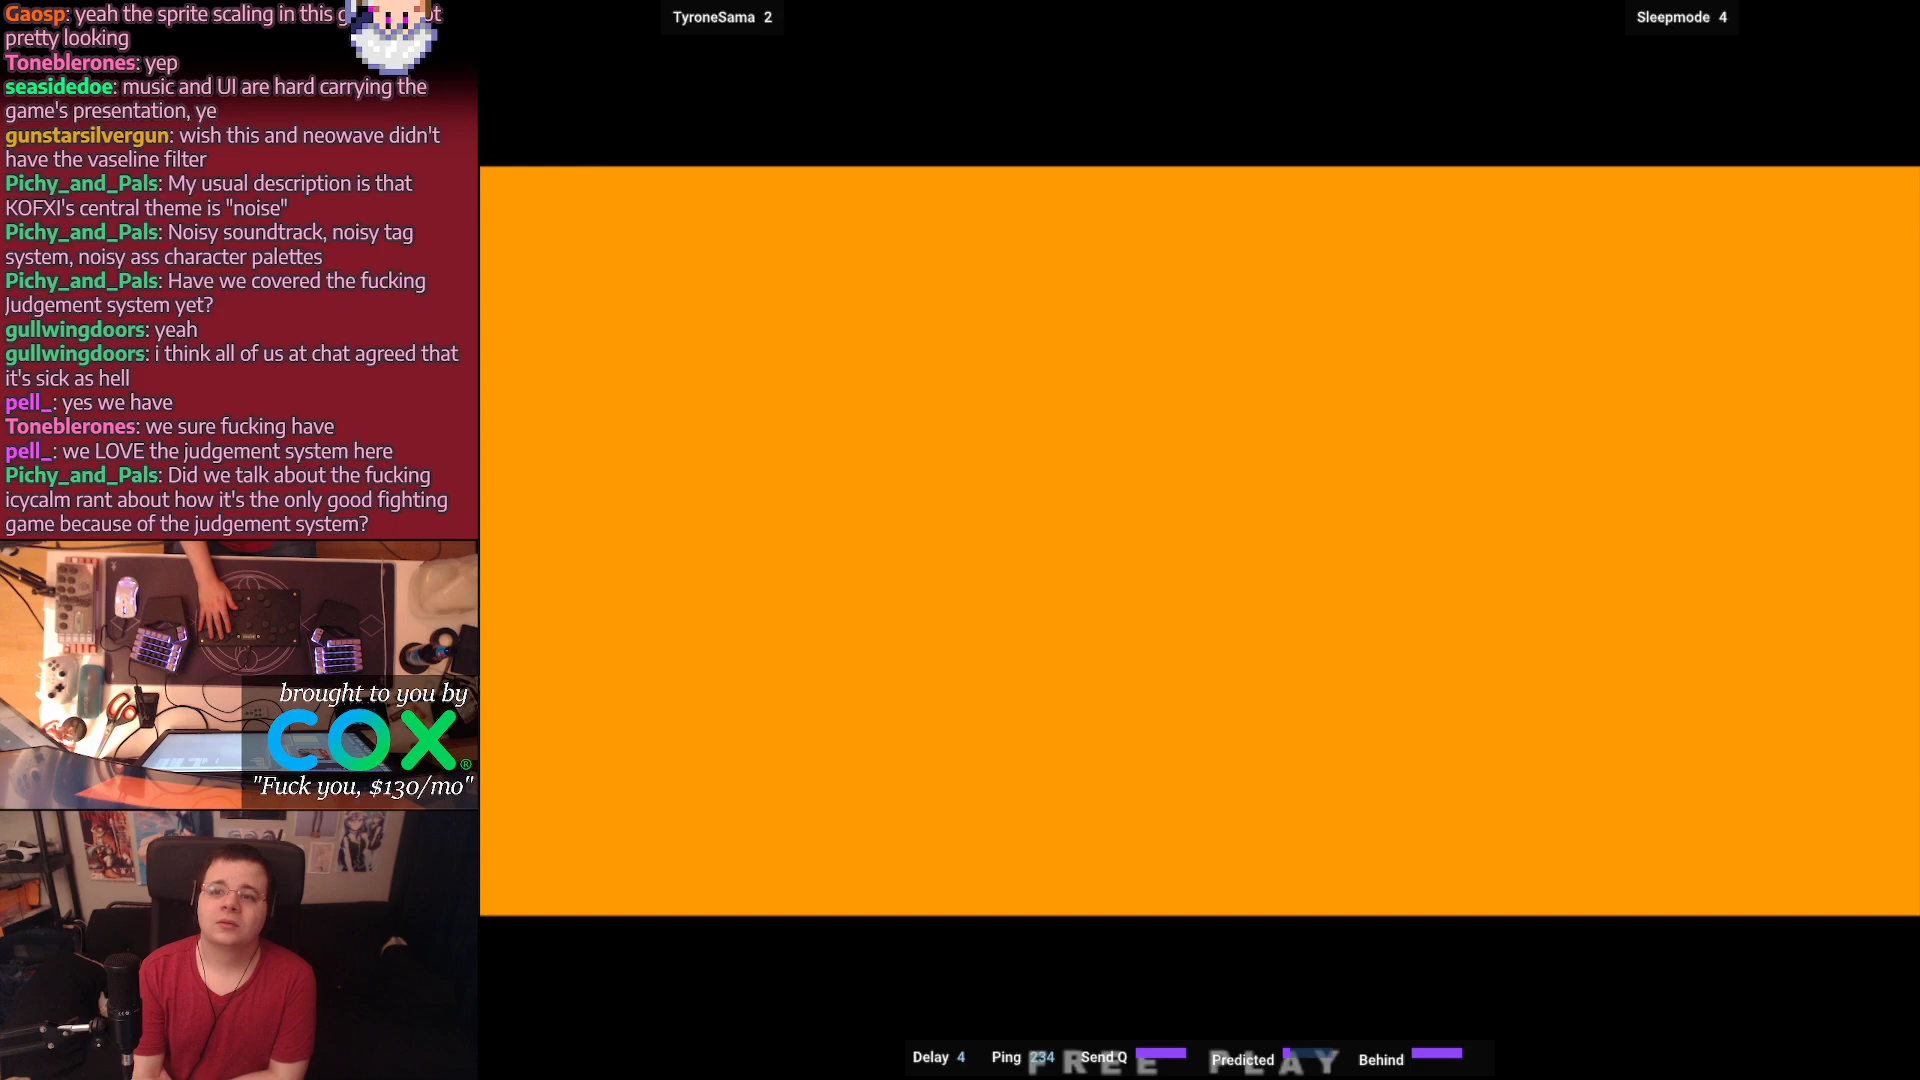 Gaosp: yeah the sprite scaling in this
pretty looking
Toneblerones: yep
seasidedoe: music and UI are hard carrying the
game's presentation, ye
gunstarsilvergun: wish this and neowave didn't
have the vaseline filter
Pichy_and_Pals: My usual description is that
KOFXI's central theme is "noise"
Pichy_and_Pals: Noisy soundtrack, noisy tag
system, noisy ass character palettes
Pichy_and_Pals: Have we covered the fucking
Judgement system yet?
gullwingdoors: yeah
gullwingdoors: i think all of us at chat agreed that
it's sick as hell
pell_: yes we have
Toneblerones: we sure fucking have
pell_: we LOVE the judgement system here
Pichy_and_Pals: Did we talk about the fucking
icycalm rant about how it's the only good fighting
game because of the judgement system?
brought to you by
COX®
"Fuck you, $130/mo"
TyroneSama 2
Sleepmode 4
Delay 4 Ping 234 Send Q Predicted Behind
FREE PLAY